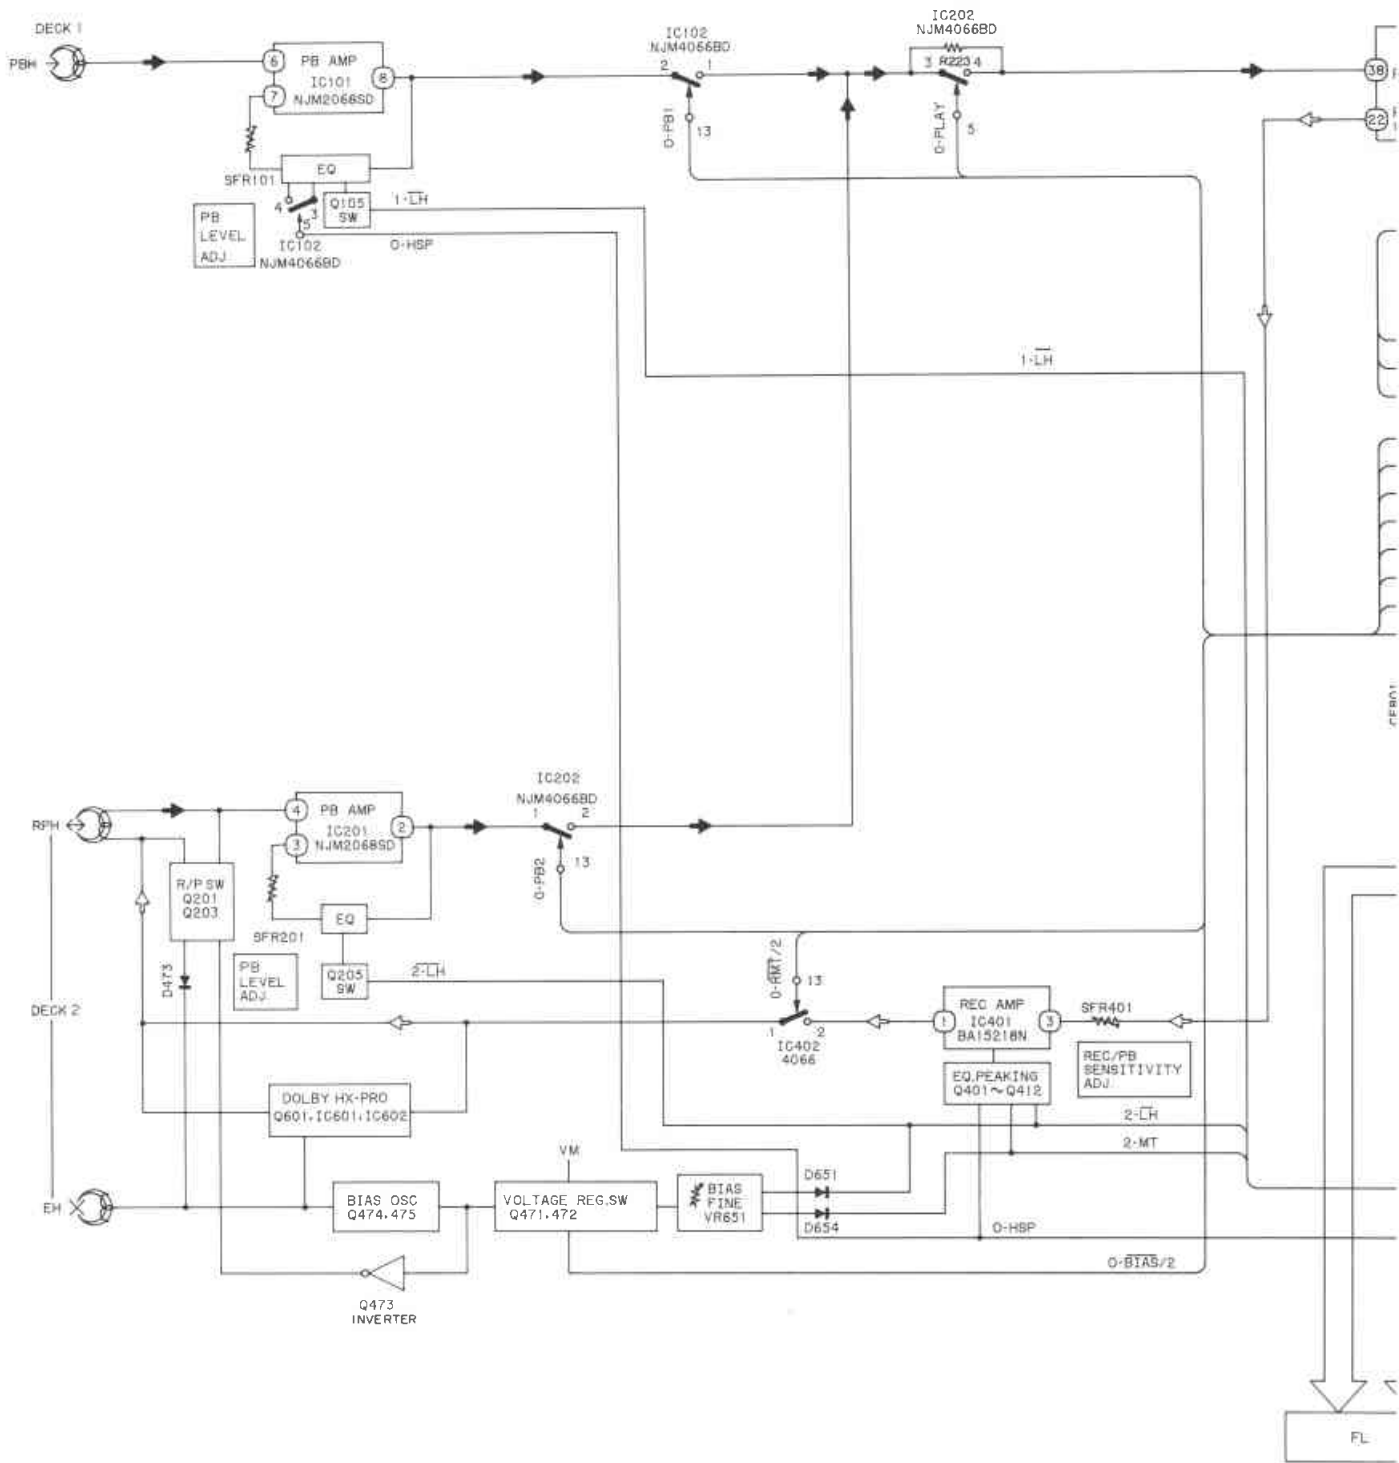 DECK 1
PBH
6
PB AMP
IC101
NJM2068SD
7
8
IC102
NJM4066BD
2
1
O-PB1
13
IC202
NJM4066BD
3
R223
4
O-PLAY
5
38
22
SFR101
EQ
4
3
5
Q105
SW
1-L̅H̅
PB
LEVEL
ADJ
IC102
NJM4066BD
O-HSP
1-L̅H̅
RPH
4
PB AMP
IC201
NJM2068SD
3
2
IC202
NJM4066BD
1
2
O-PB2
13
R/P SW
Q201
Q203
SFR201
EQ
D473
PB
LEVEL
ADJ.
Q205
SW
2-L̅H̅
DECK 2
O-R̅M̅T̅/2
13
1
2
IC402
4066
1
REC AMP
IC401
BA15218N
3
SFR401
REC/PB
SENSITIVITY
ADJ.
EQ.PEAKING
Q401~Q412
DOLBY HX-PRO
Q601,IC601,IC602
2-L̅H̅
2-MT
VM
EH
BIAS OSC
Q474,475
VOLTAGE REG.SW
Q471,472
BIAS
FINE
VR651
D651
D654
O-HSP
O-B̅I̅A̅S̅/2
Q473
INVERTER
FL